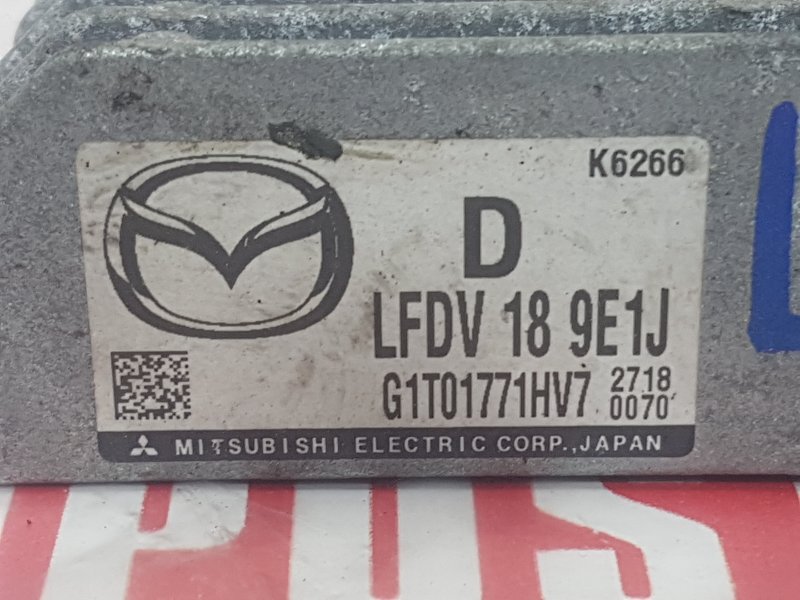 K6266
D
LFDV 18 9E1J
G1T01771HV7 2718
0070
MITSUBISHI ELECTRIC CORP., JAPAN